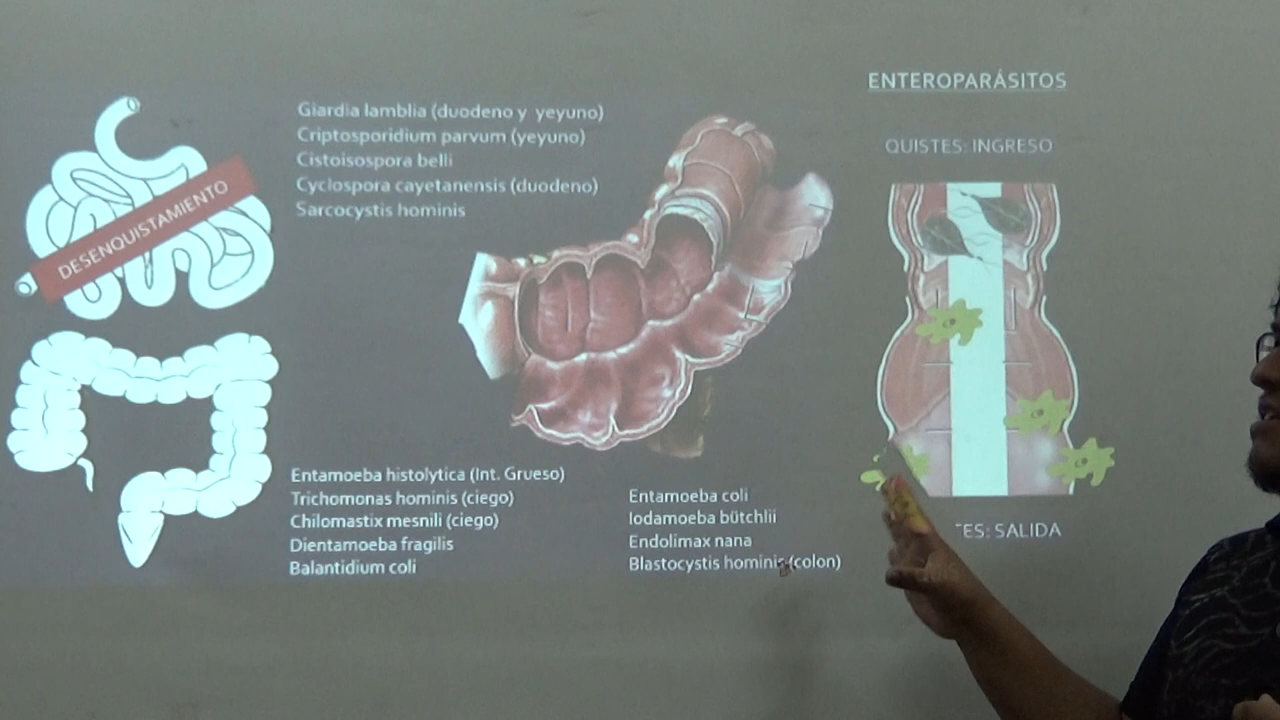 ENTEROPARÁSITOS
QUISTES: INGRESO
Giardia lamblia (duodeno y yeyuno)
Criptosporidium parvum (yeyuno)
Cistoisospora belli
Cyclospora cayetanensis (duodeno)
Sarcocystis hominis
DESENQUISTAMIENTO
Entamoeba histolytica (Int. Grueso)
Trichomonas hominis (ciego)
Chilomastix mesnili (ciego)
Dientamoeba fragilis
Balantidium coli
Entamoeba coli
Iodamoeba bütchlii
Endolimax nana
Blastocystis hominis (colon)
TES: SALIDA